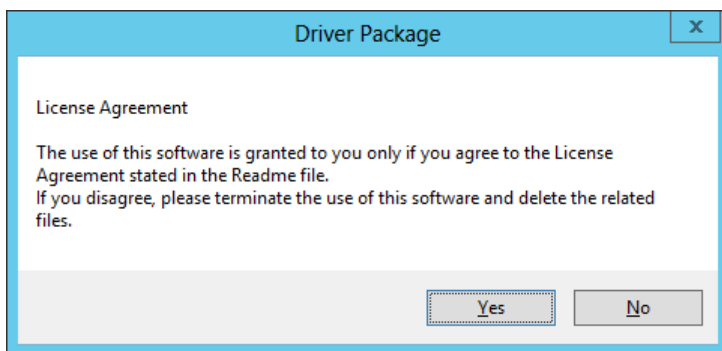 Driver Package
x
License Agreement
The use of this software is granted to you only if you agree to the License
Agreement stated in the Readme file.
If you disagree, please terminate the use of this software and delete the related
files.
Yes
No